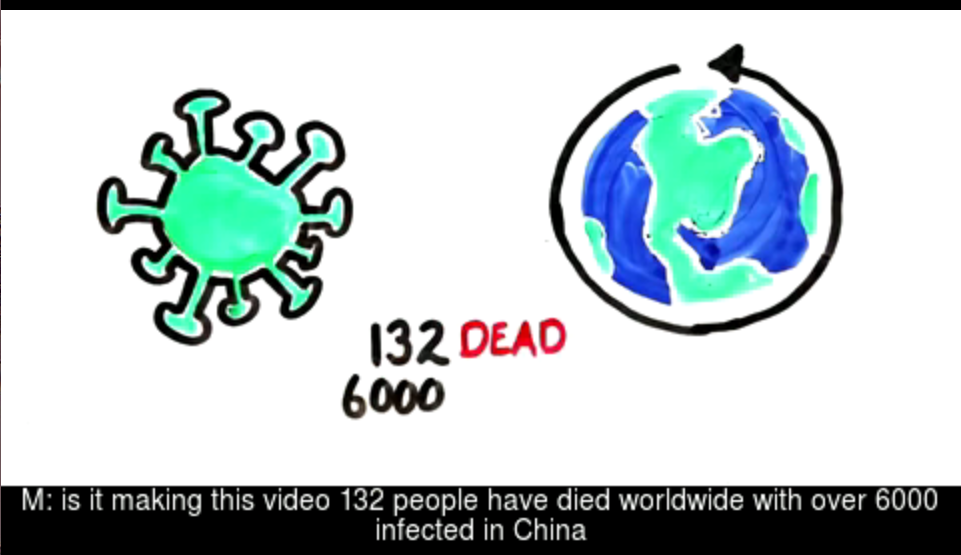 132 DEAD
6000
M: is it making this video 132 people have died worldwide with over 6000
infected in China